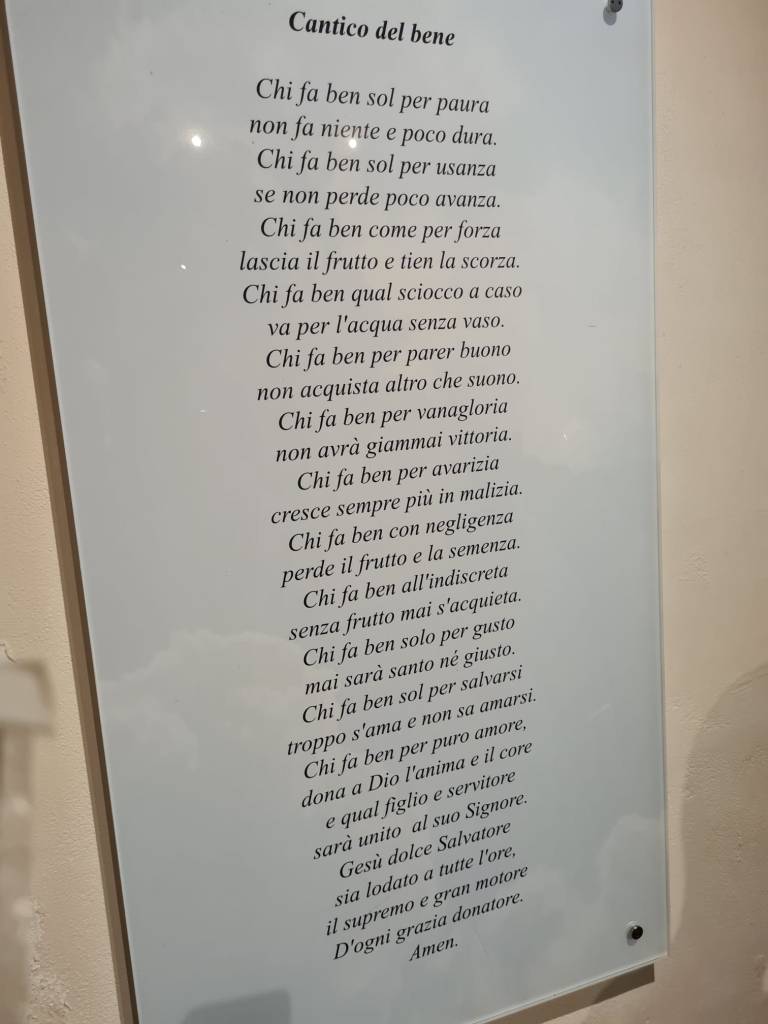 Cantico del bene
Chi fa ben sol per paura
non fa niente e poco dura.
Chi fa ben sol per usanza
se non perde poco avanza.
Chi fa ben come per forza
lascia il frutto e tien la scorza.
Chi fa ben qual sciocco a caso
va per l'acqua senza vaso.
Chi fa ben per parer buono
non acquista altro che suono.
Chi fa ben per vanagloria
non avrà giammai vittoria.
Chi fa ben per avarizia
cresce sempre più in malizia.
Chi fa ben con negligenza
perde il frutto e la semenza.
Chi fa ben all'indiscreta
senza frutto mai s'acquieta.
Chi fa ben solo per gusto
mai sarà santo né giusto.
Chi fa ben sol per salvarsi
troppo s'ama e non sa amarsi.
Chi fa ben per puro amore,
dona a Dio l'anima e il core
e qual figlio e servitore
sarà unito al suo Signore.
Gesù dolce Salvatore
sia lodato a tutte l'ore,
il supremo e gran motore
D'ogni grazia donatore.
Amen.